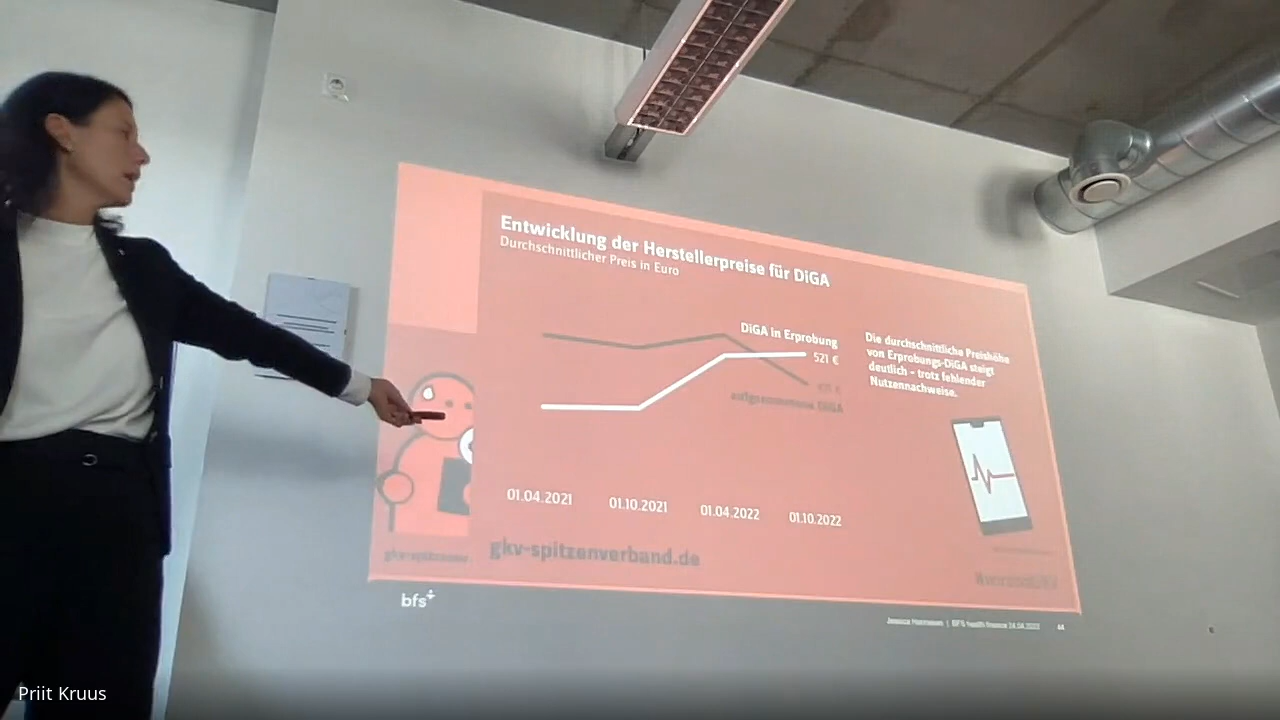 Entwicklung der Herstellerpreise für DiGA
Durchschnittlicher Preis in Euro
DiGA in Erprobung
521 €
aufgenommene DiGA
Die durchschnittliche Preishöhe
von Erprobungs-DiGA steigt
deutlich - trotz fehlender
Nutzennachweise.
01.04.2021
01.10.2021
01.04.2022
01.10.2022
gkv-spitzenverband.de
bfs
Priit Kruus